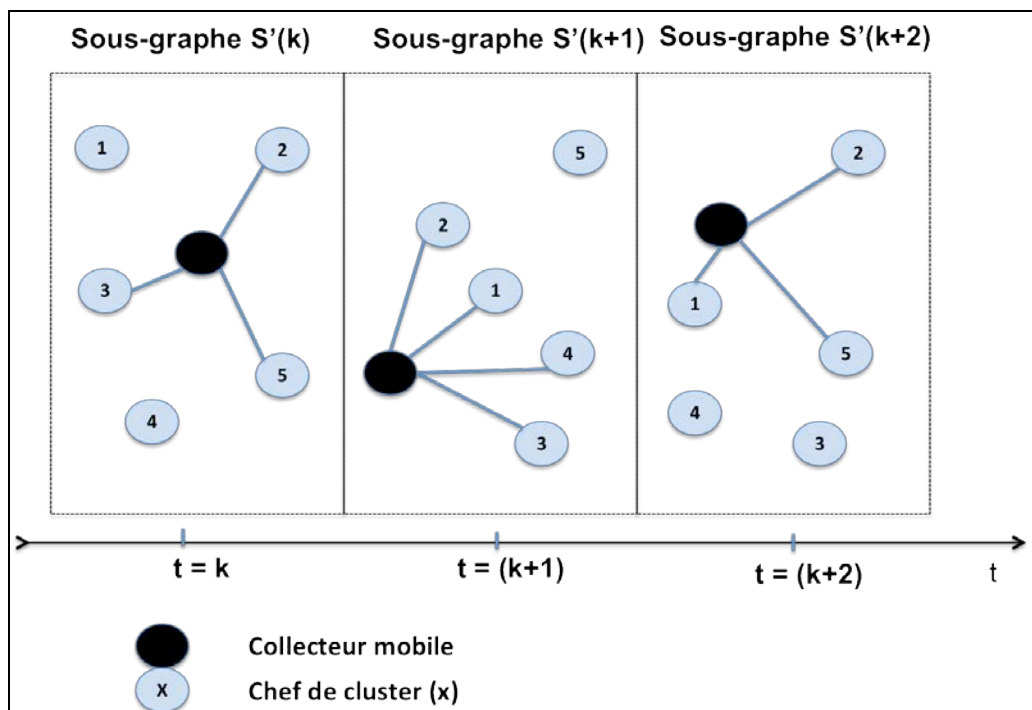 Sous-graphe S’(k)
Sous-graphe S’(k+1)
Sous-graphe S’(k+2)
1
2
3
5
4
5
2
1
4
3
2
1
5
4
3
t = k
t = (k+1)
t = (k+2)
t
Collecteur mobile
X
Chef de cluster (x)